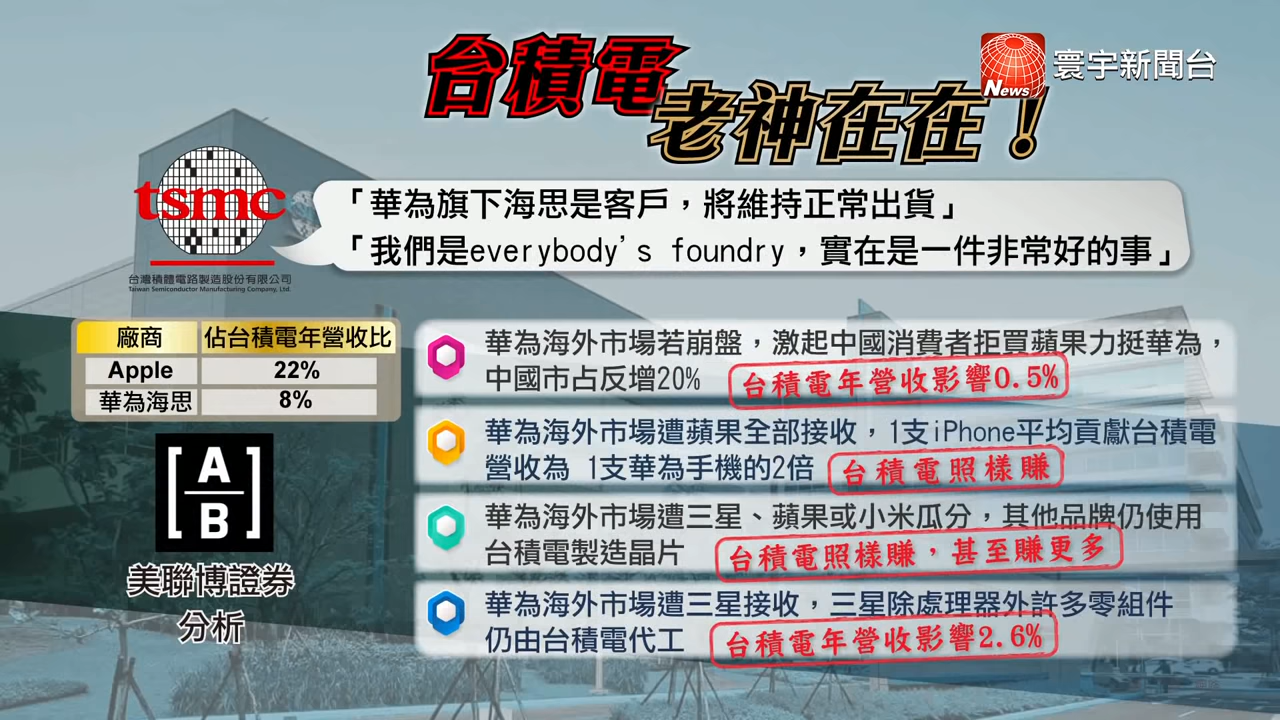 台積電
老神在在！
News
寰宇新聞台
tsmc
台灣積體電路製造股份有限公司
Taiwan Semiconductor Manufacturing Company, Ltd.
「華為旗下海思是客戶，將維持正常出貨」
「我們是everybody's foundry，實在是一件非常好的事」
廠商 佔台積電年營收比
Apple 22%
華為海思 8%
[A/B]
美聯博證券
分析
華為海外市場若崩盤，激起中國消費者拒買蘋果力挺華為，
中國市占反增20% 台積電年營收影響0.5%
華為海外市場遭蘋果全部接收，1支iPhone平均貢獻台積電
營收為 1支華為手機的2倍 台積電照樣賺
華為海外市場遭三星、蘋果或小米瓜分，其他品牌仍使用
台積電製造晶片 台積電照樣賺，甚至賺更多
華為海外市場遭三星接收，三星除處理器外許多零組件
仍由台積電代工 台積電年營收影響2.6%